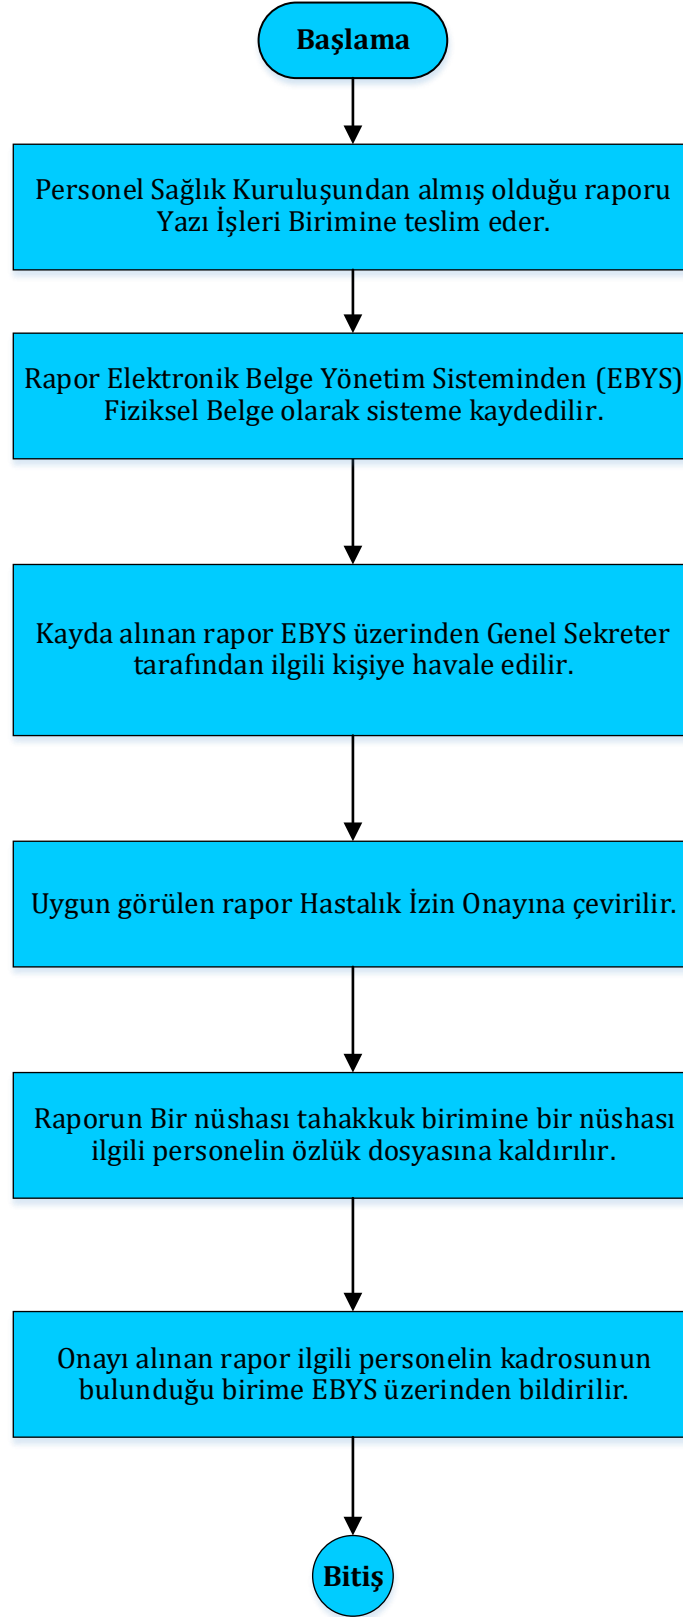 Başlama
Personel Sağlık Kuruluşundan almış olduğu raporu
Yazı İşleri Birimine teslim eder.
Rapor Elektronik Belge Yönetim Sisteminden (EBYS)
Fiziksel Belge olarak sisteme kaydedilir.
Kayda alınan rapor EBYS üzerinden Genel Sekreter
tarafından ilgili kişiye havale edilir.
Uygun görülen rapor Hastalık İzin Onayına çevirilir.
Raporun Bir nüshası tahakkuk birimine bir nüshası
ilgili personelin özlük dosyasına kaldırılır.
Onayı alınan rapor ilgili personelin kadrosunun
bulunduğu birime EBYS üzerinden bildirilir.
Bitiş